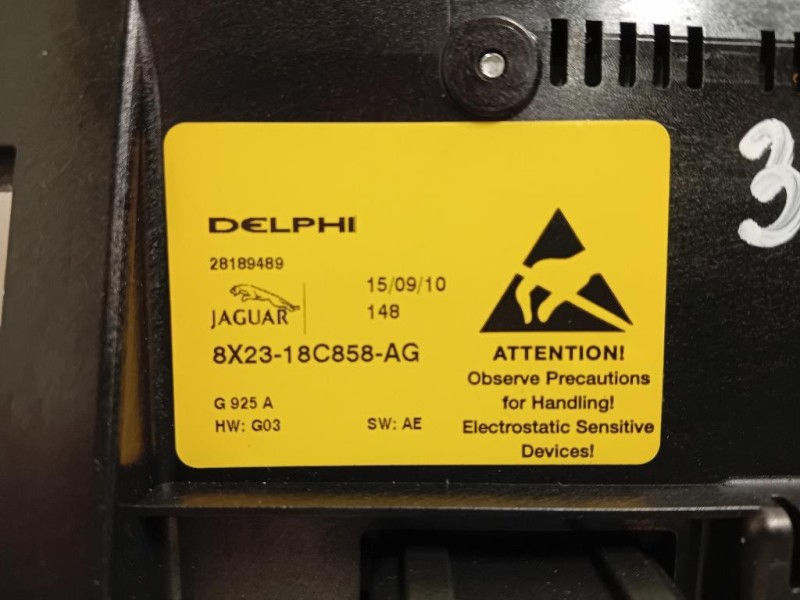 DELPHI
28189489
15/09/10
JAGUAR
148
8X23-18C858-AG
G 925 A
HW: G03
SW: AE
ATTENTION!
Observe Precautions
for Handling!
Electrostatic Sensitive
Devices!
3